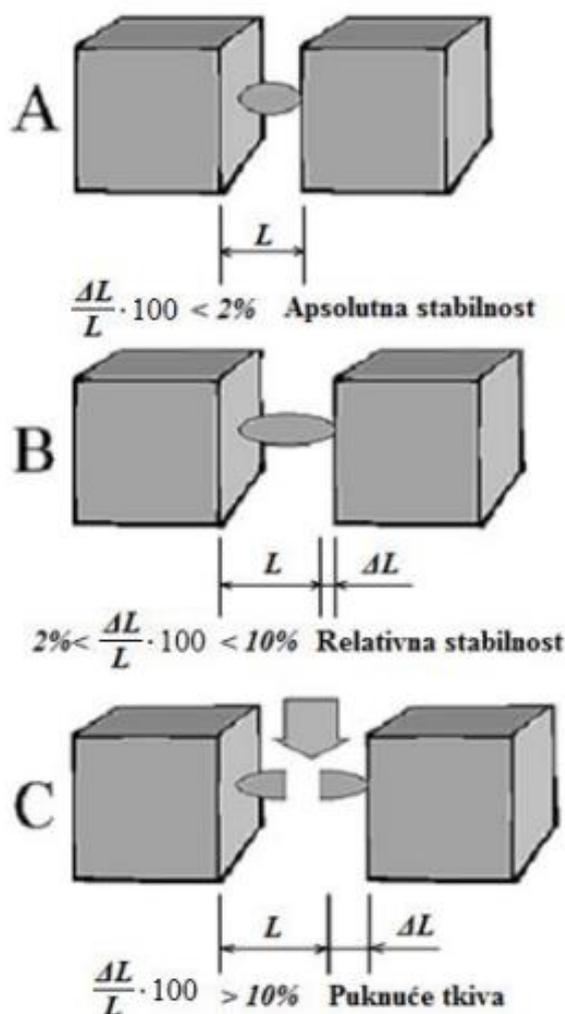 A
L
ΔL/L · 100 < 2% Apsolutna stabilnost
B
L ΔL
2%< ΔL/L · 100 < 10% Relativna stabilnost
C
L ΔL
ΔL/L · 100 > 10% Puknuće tkiva